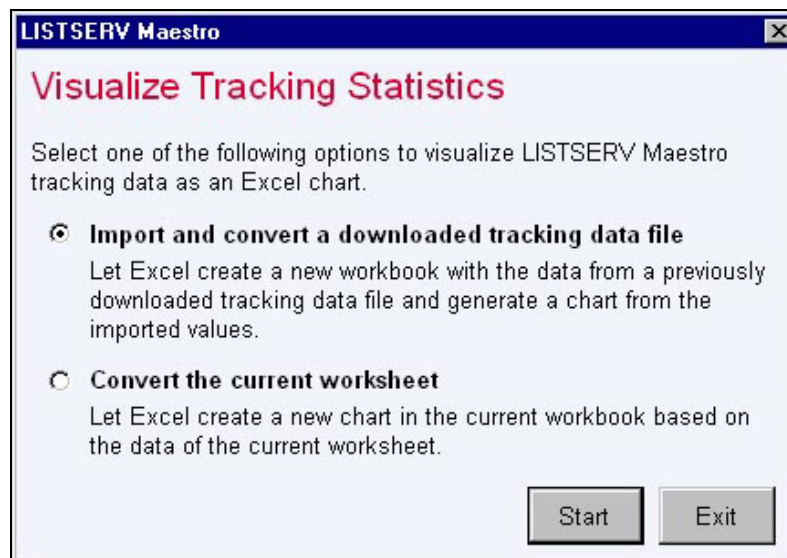 LISTSERV Maestro
Visualize Tracking Statistics
Select one of the following options to visualize LISTSERV Maestro
tracking data as an Excel chart.
Import and convert a downloaded tracking data file
Let Excel create a new workbook with the data from a previously
downloaded tracking data file and generate a chart from the
imported values.
Convert the current worksheet
Let Excel create a new chart in the current workbook based on
the data of the current worksheet.
Start Exit